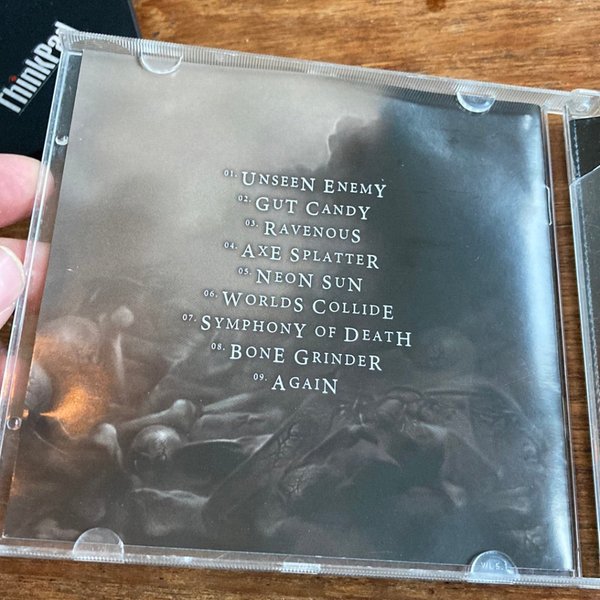 ThinkPad
01. UNSEEN ENEMY
02. GUT CANDY
03. RAVENOUS
04. AXE SPLATTER
05. NEON SUN
06. WORLDS COLLIDE
07. SYMPHONY OF DEATH
08. BONE GRINDER
09. AGAIN